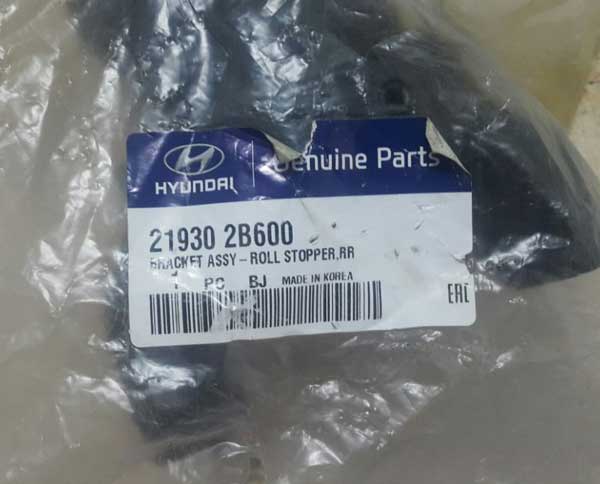 HYUNDAI
Genuine Parts
21930 2B600
BRACKET ASSY-ROLL STOPPER,RR
1 PC BJ MADE IN KOREA
EAC